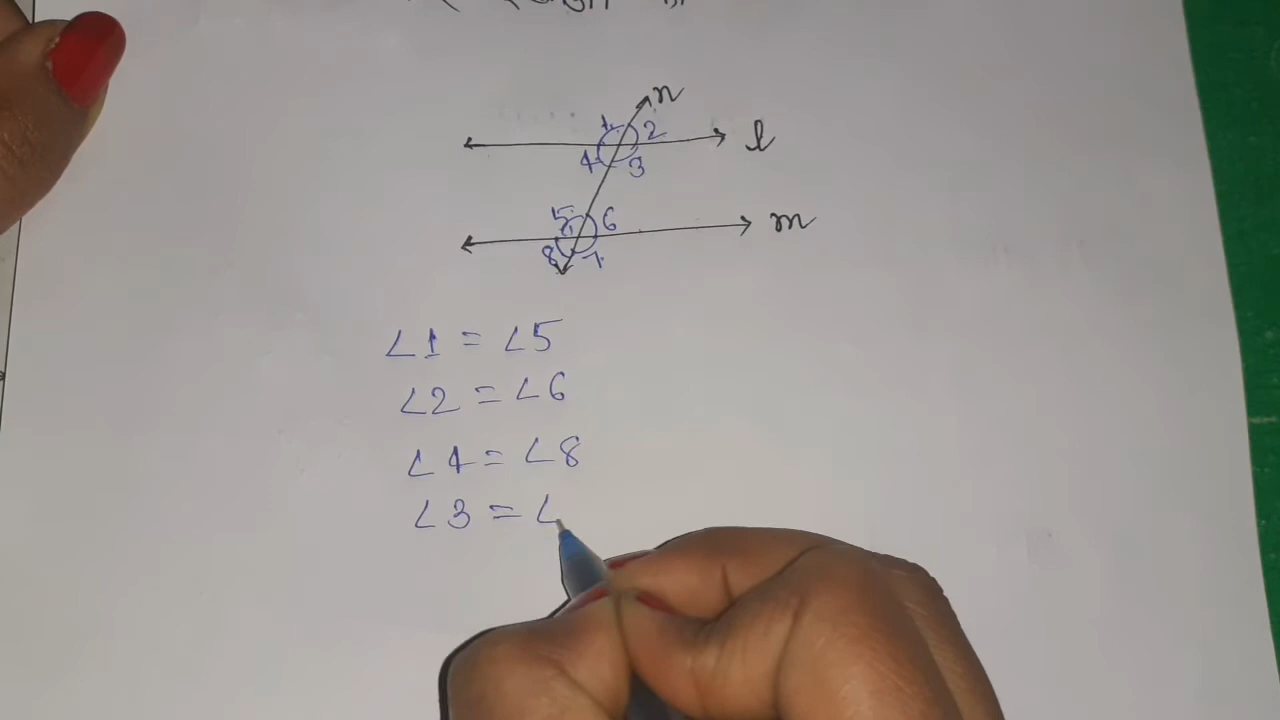 n
1 2 l
4 3
5 6 m
8 7
∠1 = ∠5
∠2 = ∠6
∠4 = ∠8
∠3 = ∠